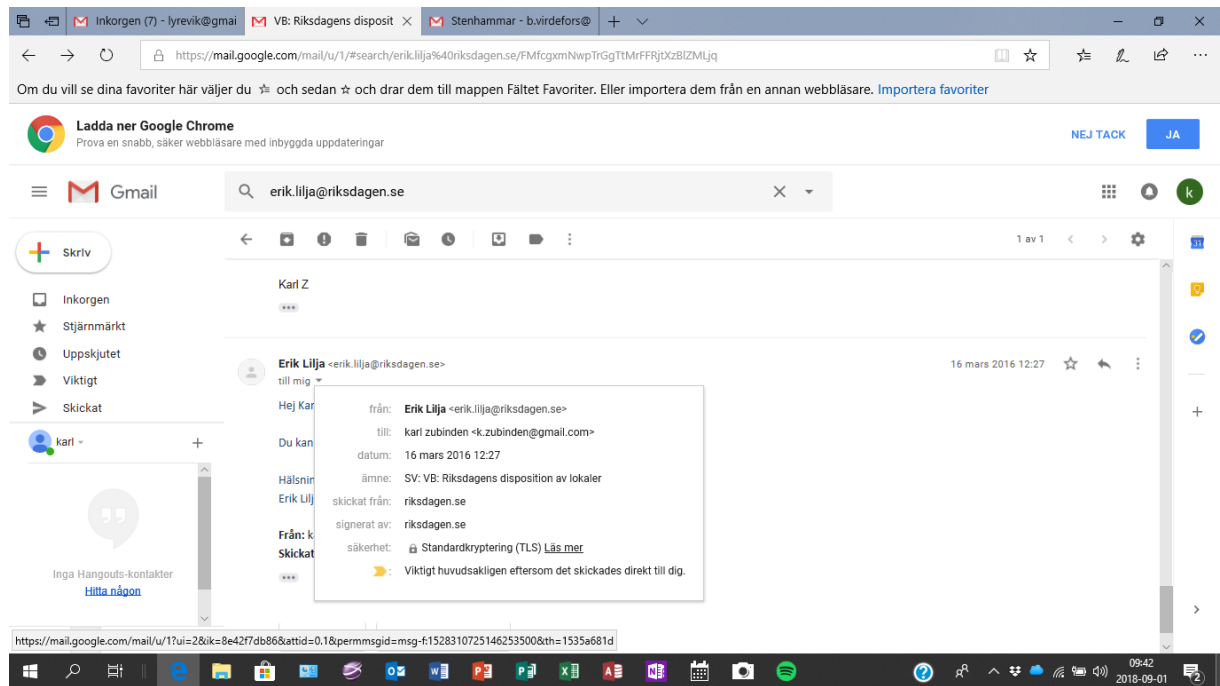 Inkorgen (7) - lyrevik@gmai
VB: Riksdagens disposit
Stenhammar - b.virdefors@
https://mail.google.com/mail/u/1/#search/erik.lilja%40riksdagen.se/FMfcgxmNwpTrGgTtMrFFRjtXzBlZMLjq
Om du vill se dina favoriter här väljer du och sedan och drar dem till mappen Fältet Favoriter. Eller importera dem från en annan webbläsare. Importera favoriter
Ladda ner Google Chrome
Prova en snabb, säker webbläsare med inbyggda uppdateringar
NEJ TACK
JA
Gmail
erik.lilja@riksdagen.se
k
Skriv
1 av 1
31
Inkorgen
Stjärnmärkt
Uppskjutet
Viktigt
Skickat
karl
Inga Hangouts-kontakter
Hitta någon
Karl Z
Erik Lilja <erik.lilja@riksdagen.se>
16 mars 2016 12:27
till mig
Hej Kar
Du kan
Hälsnin
Erik Lilj
Från: k
Skickat
från: Erik Lilja <erik.lilja@riksdagen.se>
till: karl zubinden <k.zubinden@gmail.com>
datum: 16 mars 2016 12:27
ämne: SV: VB: Riksdagens disposition av lokaler
skickat från: riksdagen.se
signerat av: riksdagen.se
säkerhet: Standardkryptering (TLS) Läs mer
: Viktigt huvudsakligen eftersom det skickades direkt till dig.
https://mail.google.com/mail/u/1?ui=2&ik=8e42f7db86&attid=0.1&permmsgid=msg-f:1528310725146253500&th=1535a681d
09:42
2018-09-01